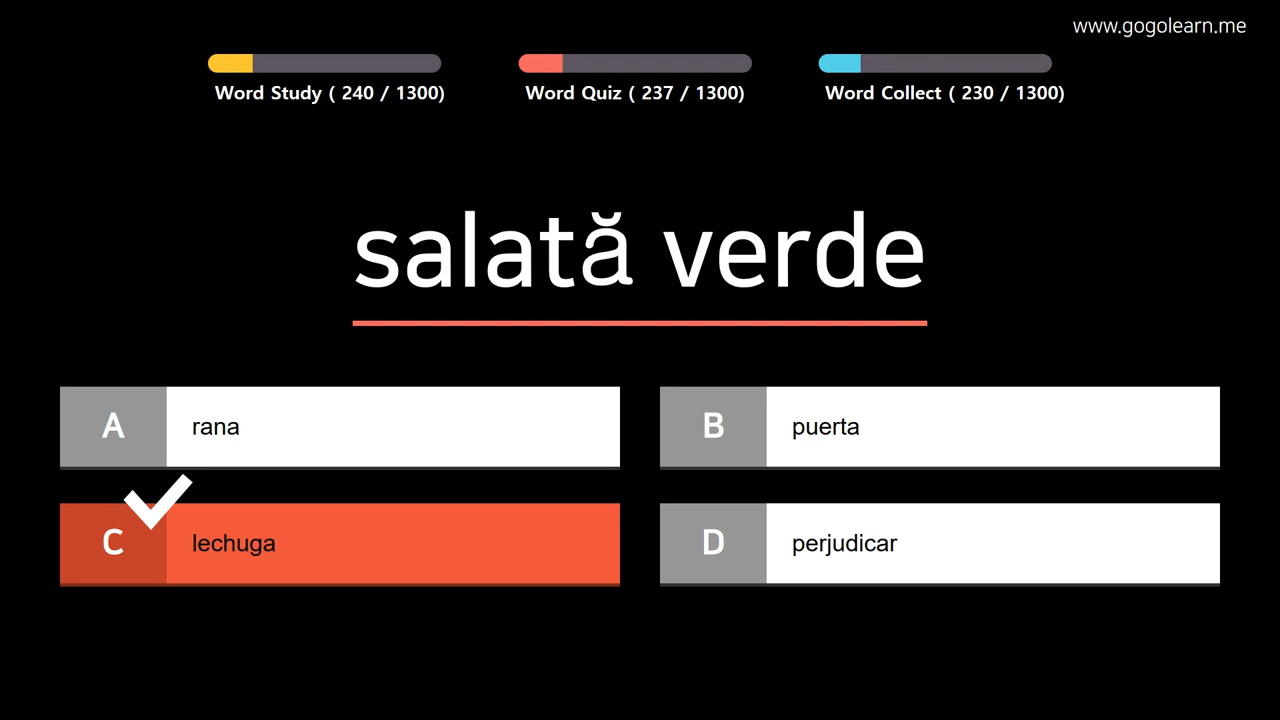 www.gogolearn.me
Word Study ( 240 / 1300)
Word Quiz ( 237 / 1300)
Word Collect ( 230 / 1300)
salată verde
A rana
B puerta
C lechuga
D perjudicar